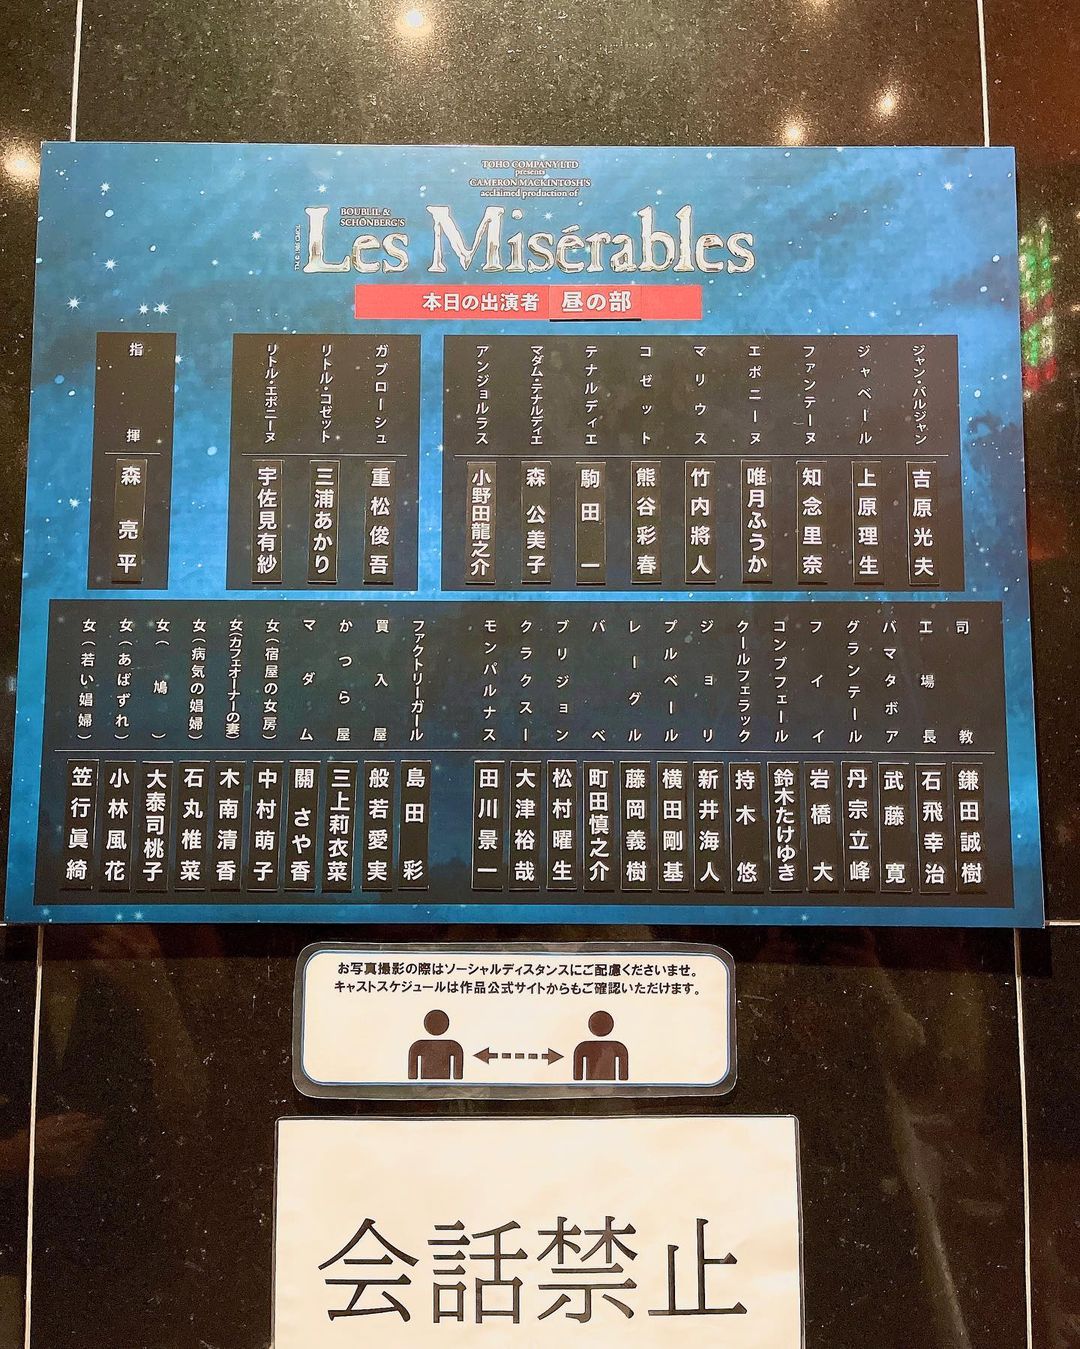 TOHO COMPANY LTD
presents
CAMERON MACKINTOSH'S
acclaimed production of
BOUBLIL &
SCHÖNBERG'S
Les Misérables
本日の出演者 昼の部
ジャン・バルジャン 吉原光夫
ジャベール 上原理生
ファンテーヌ 知念里奈
エポニーヌ 唯月ふうか
マリウス 竹内將人
コゼット 熊谷彩春
テナルディエ 駒田一
マダム・テナルディエ 森公美子
アンジョルラス 小野田龍之介
ガブローシュ 重松俊吾
リトル・コゼット 三浦あかり
リトル・エポニーヌ 宇佐見有紗
指揮 森亮平
司教 鎌田誠樹
工場長 石飛幸治
バマタボア 武藤寛
グランテール 丹宗立峰
フイイ 岩橋大
コンブフェール 鈴木たけゆき
クールフェラック 持木悠
ジョリ 新井海人
プルベール 横田剛基
レーグル 藤岡義樹
バベ 町田慎之介
ブリジョン 松村曜生
クラクスー 大津裕哉
モンパルナス 田川景一
ファクトリーガール 島田彩
買入屋 般若愛実
かつら屋 三上莉衣菜
マダム 關さや香
女(宿屋の女房) 中村萌子
女(カフェオーナーの妻) 木南清香
女(病気の娼婦) 石丸椎菜
女(鳩) 大泰司桃子
女(あばずれ) 小林風花
女(若い娼婦) 笠行眞綺
お写真撮影の際はソーシャルディスタンスにご配慮くださいませ。
キャストスケジュールは作品公式サイトからもご確認いただけます。
会話禁止